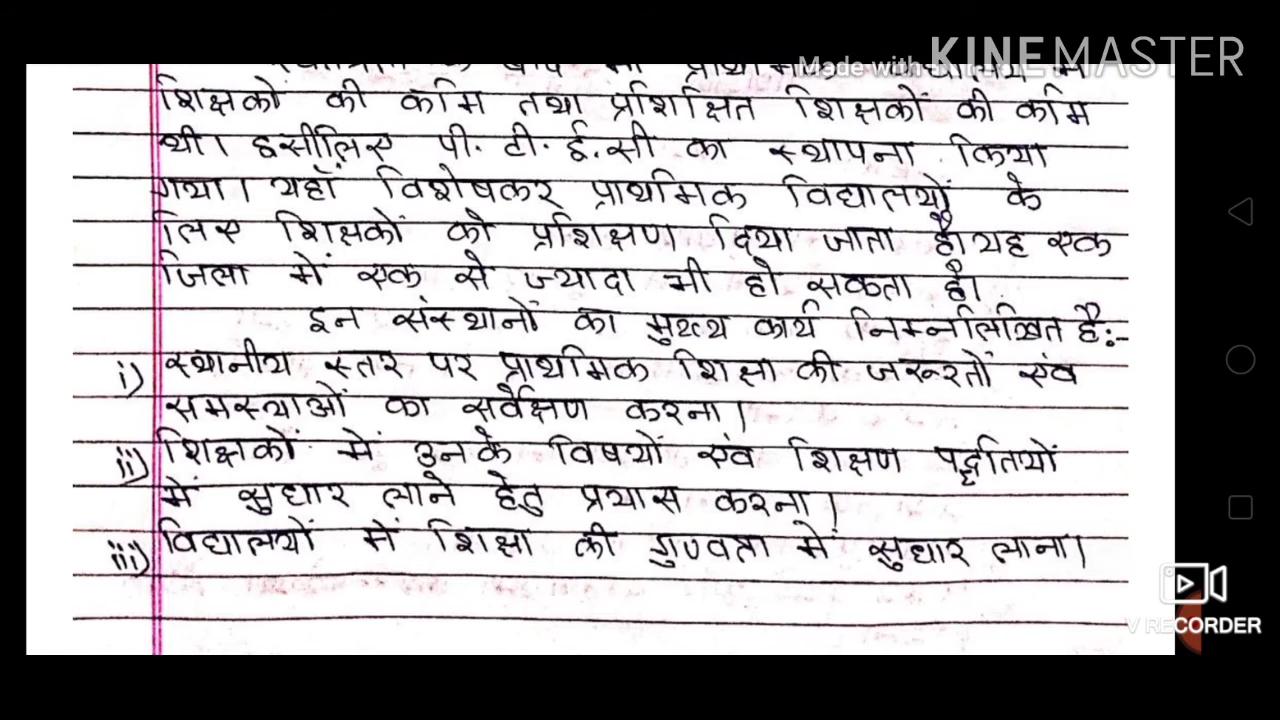 Made with KINEMASTER
के बाद भी
शिक्षकों की कमि तथा प्रशिक्षित शिक्षकों की कमि
थी। इसीलिए पी. टी. ई. सी का स्थापना किया
गया। यहाँ विशेषकर प्राथमिक विद्यालयों के
लिए शिक्षकों को प्रशिक्षण दिया जाता है। यह एक
जिला में एक से ज्यादा भी हो सकता है।
इन संस्थानों का मुख्य कार्य निम्नलिखित है:-
i) स्थानीय स्तर पर प्राथमिक शिक्षा की जरूरतों एंव
समस्याओं का सर्वेक्षण करना।
ii) शिक्षकों में उनके विषयों एंव शिक्षण पद्धतियों
में सुधार लाने हेतु प्रयास करना।
iii) विद्यालयों में शिक्षा की गुणवता में सुधार लाना।
V RECORDER